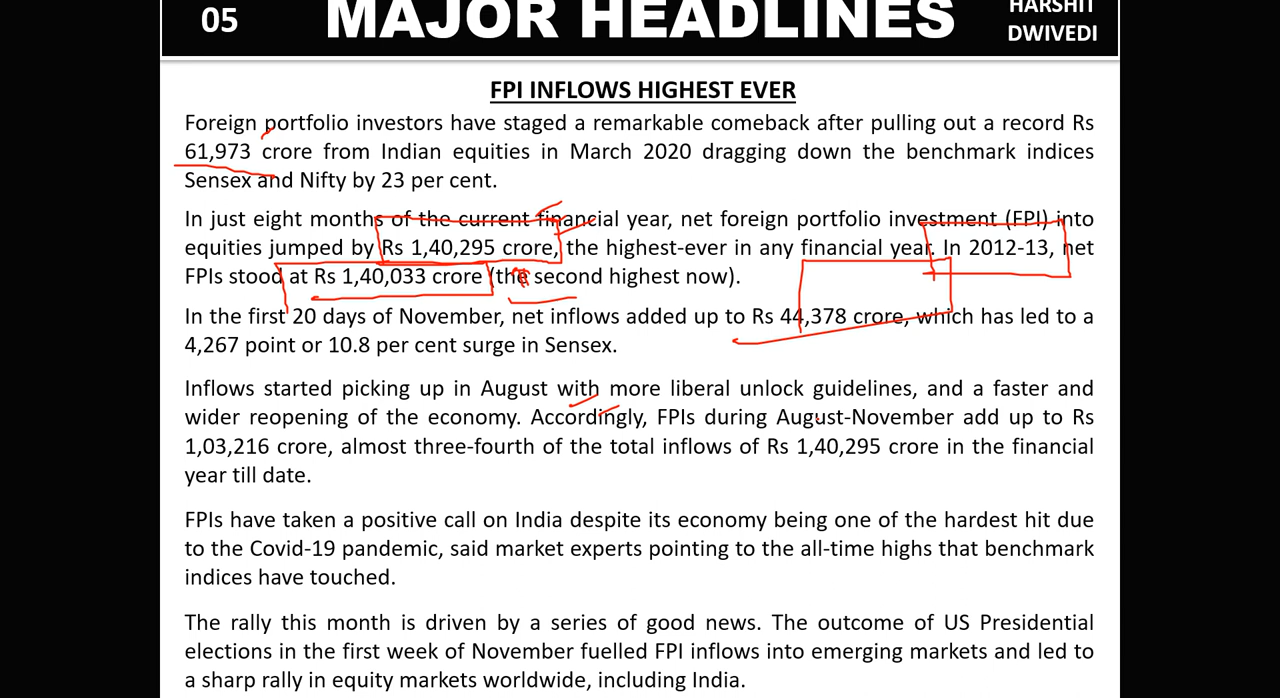 05
MAJOR HEADLINES
HARSHIT
DWIVEDI
FPI INFLOWS HIGHEST EVER
Foreign portfolio investors have staged a remarkable comeback after pulling out a record Rs
61,973 crore from Indian equities in March 2020 dragging down the benchmark indices
Sensex and Nifty by 23 per cent.
In just eight months of the current financial year, net foreign portfolio investment (FPI) into
equities jumped by Rs 1,40,295 crore, the highest-ever in any financial year. In 2012-13, net
FPIs stood at Rs 1,40,033 crore (the second highest now).
In the first 20 days of November, net inflows added up to Rs 44,378 crore, which has led to a
4,267 point or 10.8 per cent surge in Sensex.
Inflows started picking up in August with more liberal unlock guidelines, and a faster and
wider reopening of the economy. Accordingly, FPIs during August-November add up to Rs
1,03,216 crore, almost three-fourth of the total inflows of Rs 1,40,295 crore in the financial
year till date.
FPIs have taken a positive call on India despite its economy being one of the hardest hit due
to the Covid-19 pandemic, said market experts pointing to the all-time highs that benchmark
indices have touched.
The rally this month is driven by a series of good news. The outcome of US Presidential
elections in the first week of November fuelled FPI inflows into emerging markets and led to
a sharp rally in equity markets worldwide, including India.